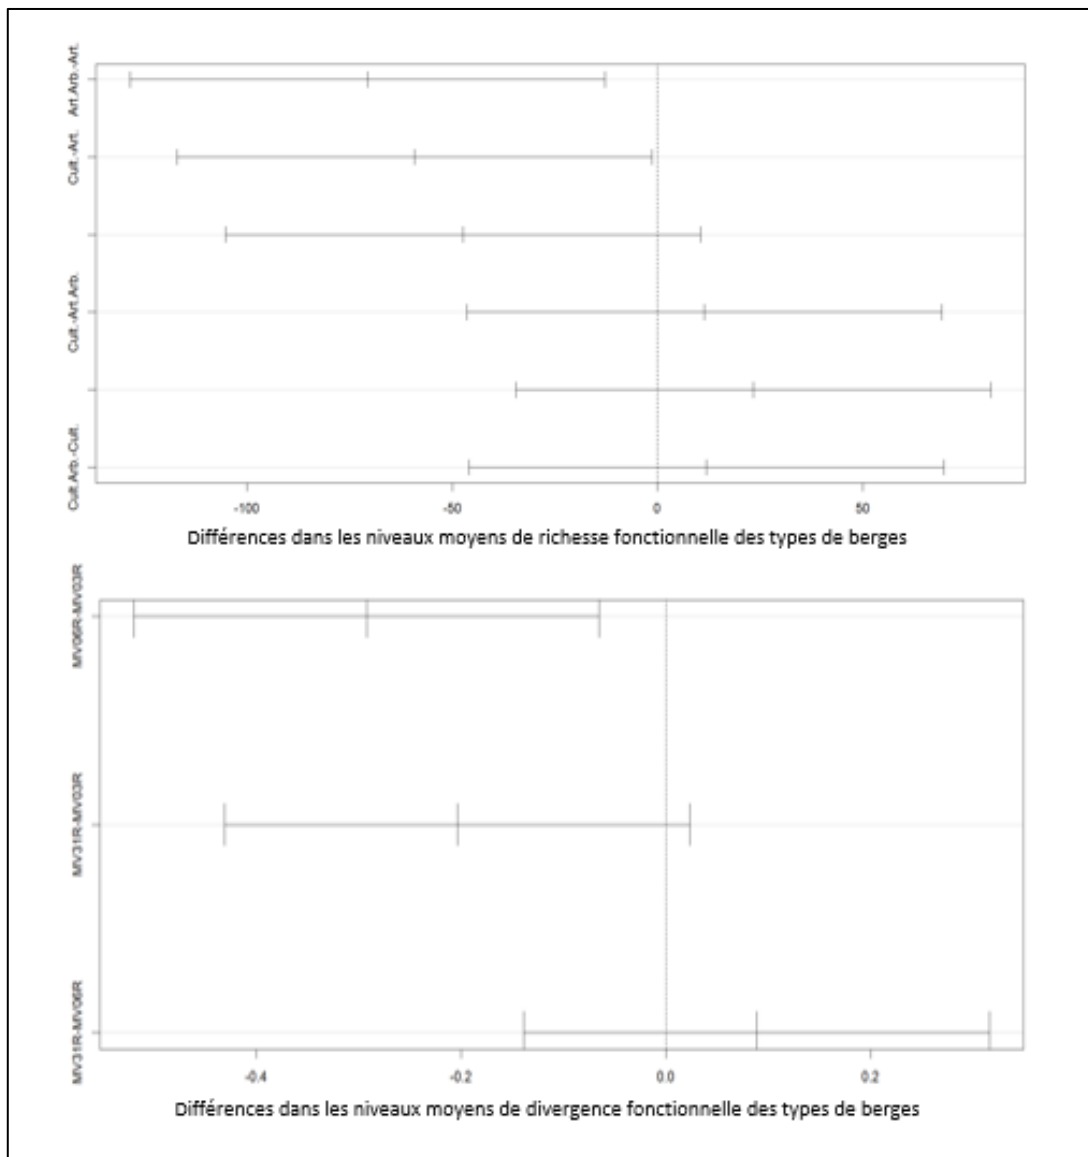 Art.Arb.-Art.
Cult.-Art.
Cult.-Art.Arb.
Cult.Arb.-Cult.
-100 -50 0 50
Différences dans les niveaux moyens de richesse fonctionnelle des types de berges
MV06R-MV03R
MV31R-MV03R
MV31R-MV06R
-0.4 -0.2 0.0 0.2
Différences dans les niveaux moyens de divergence fonctionnelle des types de berges